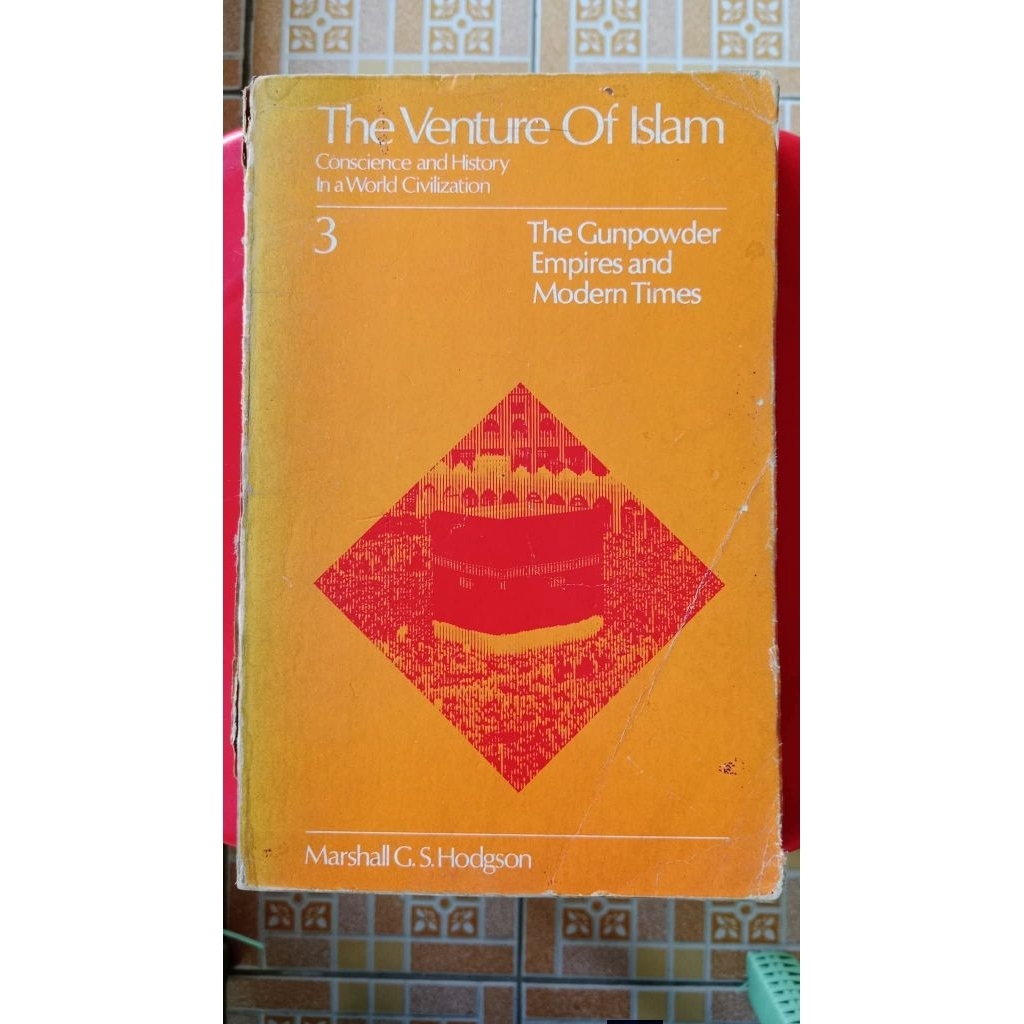 The Venture Of Islam
Conscience and History
In a World Civilization
3
The Gunpowder
Empires and
Modern Times
Marshall G. S. Hodgson